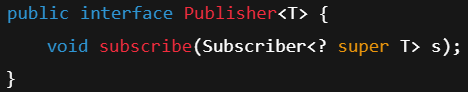 public interface Publisher<T> {
    void subscribe(Subscriber<? super T> s);
}